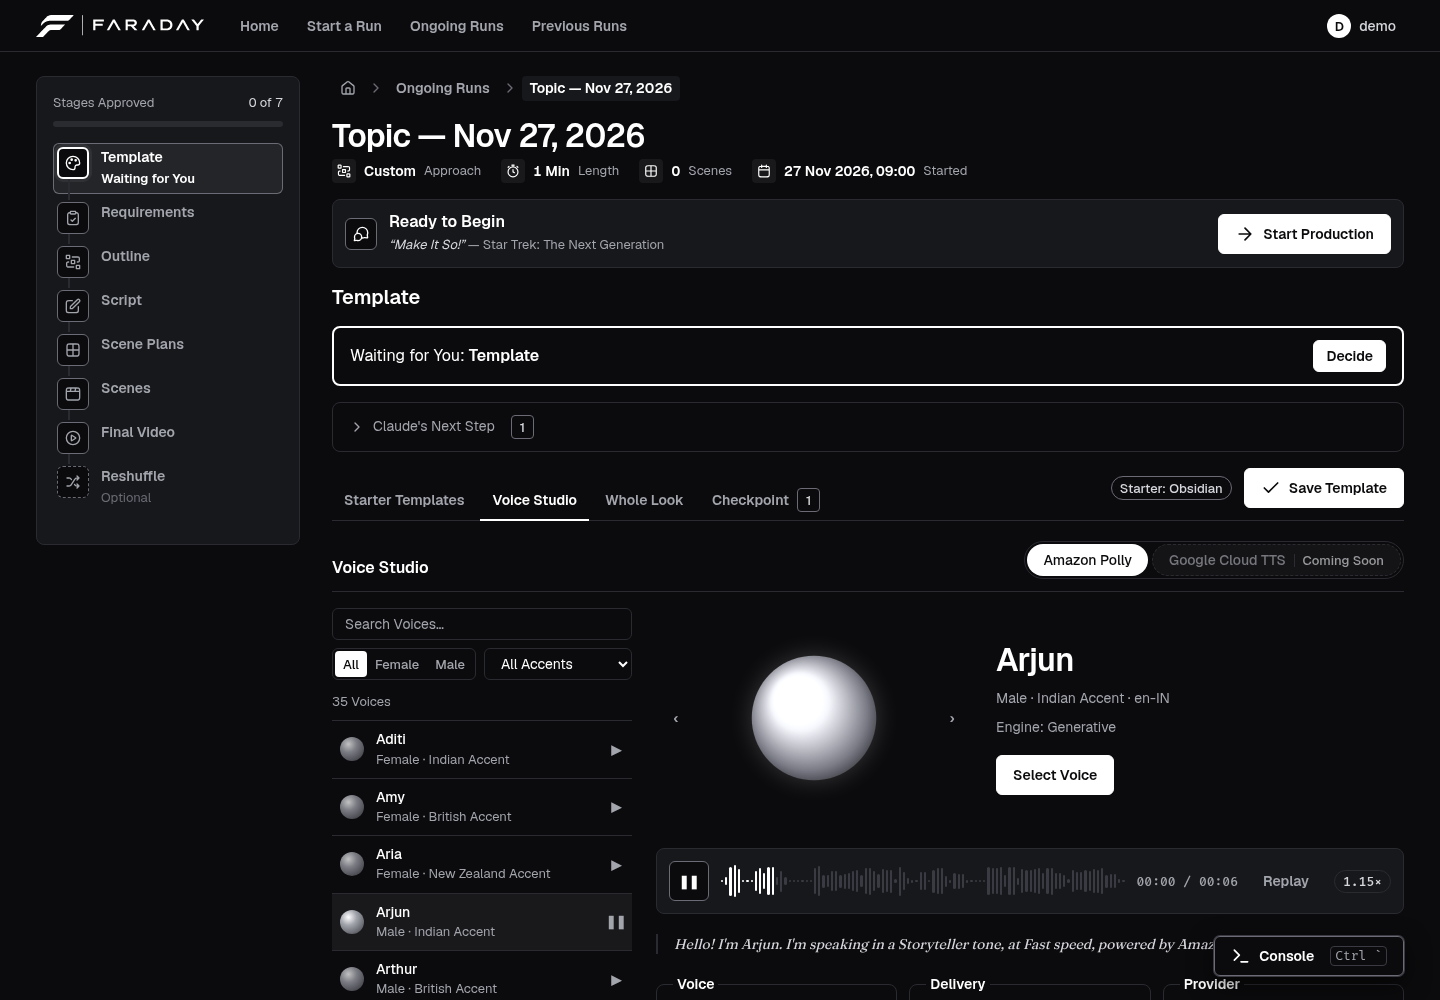 FARADAY
Home
Start a Run
Ongoing Runs
Previous Runs
D
demo
Stages Approved
0 of 7
Template
Waiting for You
Requirements
Outline
Script
Scene Plans
Scenes
Final Video
Reshuffle
Optional
Ongoing Runs
Topic — Nov 27, 2026
Topic — Nov 27, 2026
Custom Approach
1 Min Length
0 Scenes
27 Nov 2026, 09:00 Started
Ready to Begin
“Make It So!” — Star Trek: The Next Generation
Start Production
Template
Waiting for You: Template
Decide
Claude's Next Step
1
Starter Templates
Voice Studio
Whole Look
Checkpoint
1
Starter: Obsidian
Save Template
Voice Studio
Amazon Polly
Google Cloud TTS
Coming Soon
Search Voices…
All
Female
Male
All Accents
35 Voices
Aditi
Female · Indian Accent
Amy
Female · British Accent
Aria
Female · New Zealand Accent
Arjun
Male · Indian Accent
Arthur
Male · British Accent
Arjun
Male · Indian Accent · en-IN
Engine: Generative
Select Voice
00:00 / 00:06
Replay
1.15×
Hello! I'm Arjun. I'm speaking in a Storyteller tone, at Fast speed, powered by Amaz
Console
Ctrl `
Voice
Delivery
Provider